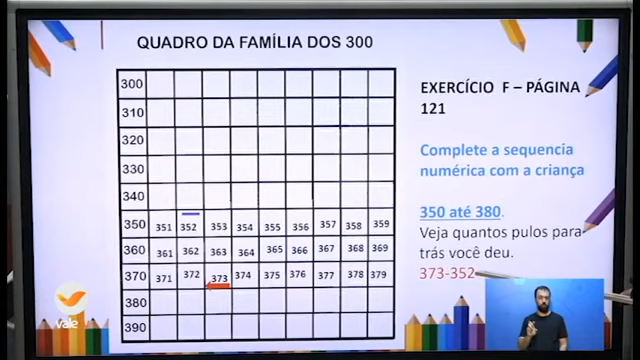 QUADRO DA FAMÍLIA DOS 300
300
310
320
330
340
350 351 352 353 354 355 356 357 358 359
360 361 362 363 364 365 366 367 368 369
370 371 372 373 374 375 376 377 378 379
380
390
EXERCÍCIO F – PÁGINA
121
Complete a sequencia
numérica com a criança
350 até 380.
Veja quantos pulos para
trás você deu.
373-352
vale
vale